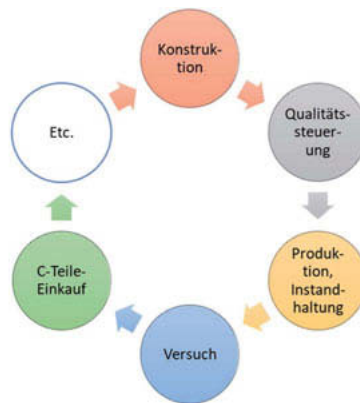 Konstruk-
tion
Qualitäts-
steuer-
ung
Produk-
tion,
Instand-
haltung
Versuch
C-Teile-
Einkauf
Etc.